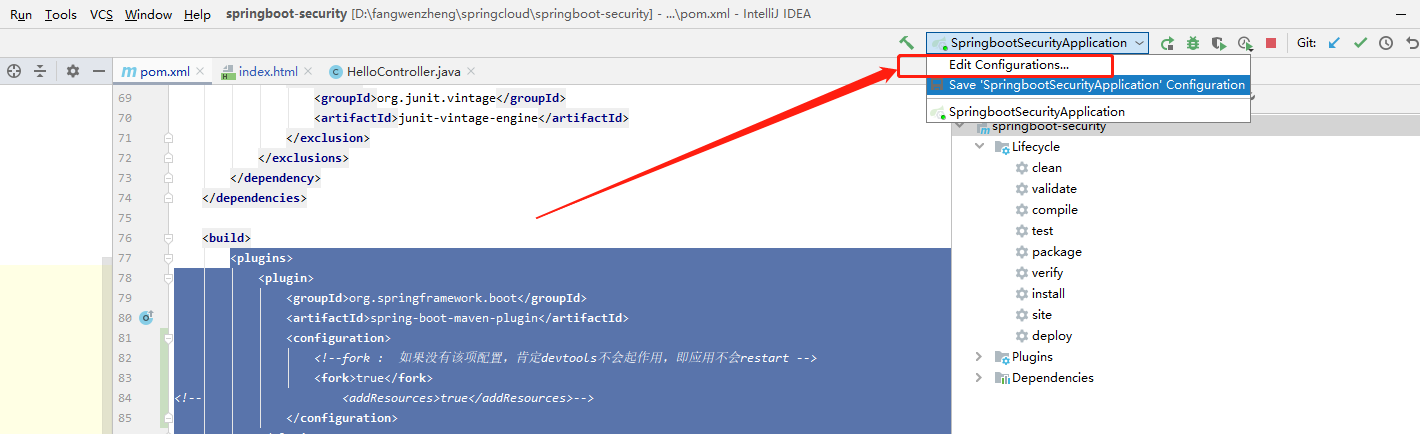 Run Tools VCS Window Help springboot-security [D:\fangwenzheng\springcloud\springboot-security] - ...\pom.xml - IntelliJ IDEA
SpringbootSecurityApplication Git:
pom.xml index.html HelloController.java
Edit Configurations...
Save 'SpringbootSecurityApplication' Configuration
SpringbootSecurityApplication
69 <groupId>org.junit.vintage</groupId>
70 <artifactId>junit-vintage-engine</artifactId>
71 </exclusion>
72 </exclusions>
73 </dependency>
74 </dependencies>
75
76 <build>
77 <plugins>
78 <plugin>
79 <groupId>org.springframework.boot</groupId>
80 <artifactId>spring-boot-maven-plugin</artifactId>
81 <configuration>
82 <!--fork : 如果没有该项配置，肯定devtools不会起作用，即应用不会restart -->
83 <fork>true</fork>
84 <!-- <addResources>true</addResources>-->
85 </configuration>
springboot-security
Lifecycle
clean
validate
compile
test
package
verify
install
site
deploy
Plugins
Dependencies